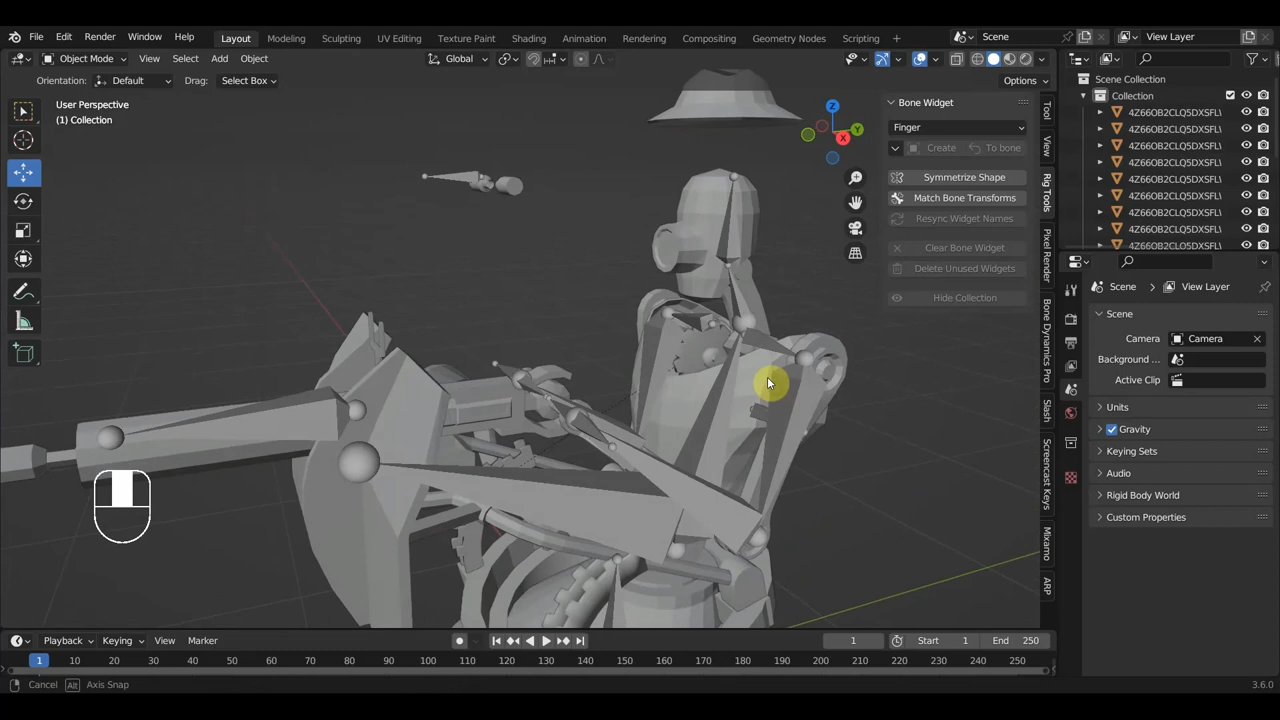 File Edit Render Window Help Layout Modeling Sculpting UV Editing Texture Paint Shading Animation Rendering Compositing Geometry Nodes Scripting + Scene View Layer
Object Mode View Select Add Object Global Options
Orientation: Default Drag: Select Box
User Perspective
(1) Collection
Z
Y
X
Bone Widget
Finger
Create To bone
Symmetrize Shape
Match Bone Transforms
Resync Widget Names
Clear Bone Widget
Delete Unused Widgets
Hide Collection
Tool
View
Rig Tools
Pixel Render
Bone Dynamics Pro
Slash
Screencast Keys
Mixamo
ARP
Scene Collection
Collection
4Z66OB2CLQ5DXSFL\
4Z66OB2CLQ5DXSFL\
4Z66OB2CLQ5DXSFL\
4Z66OB2CLQ5DXSFL\
4Z66OB2CLQ5DXSFL\
4Z66OB2CLQ5DXSFL\
4Z66OB2CLQ5DXSFL\
4Z66OB2CLQ5DXSFL\
4Z66OB2CLQ5DXSFL\
Scene View Layer
Scene
Camera Camera
Background ...
Active Clip
Units
Gravity
Keying Sets
Audio
Rigid Body World
Custom Properties
Playback Keying View Marker 1 Start 1 End 250
1 10 20 30 40 50 60 70 80 90 100 110 120 130 140 150 160 170 180 190 200 210 220 230 240 250
Cancel Alt Axis Snap 3.6.0